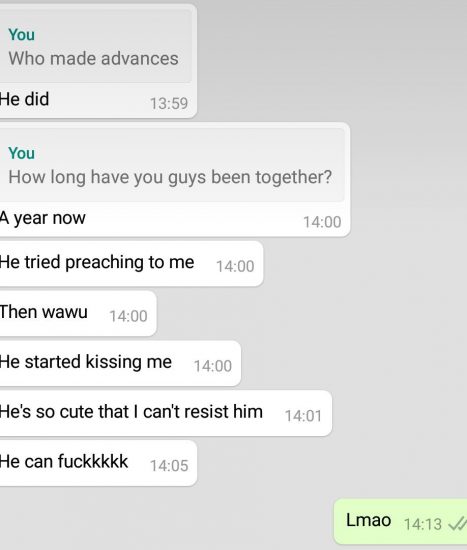 You
Who made advances
He did 13:59
You
How long have you guys been together?
A year now 14:00
He tried preaching to me 14:00
Then wawu 14:00
He started kissing me 14:00
He's so cute that I can't resist him 14:01
He can fuckkkkk 14:05
Lmao 14:13